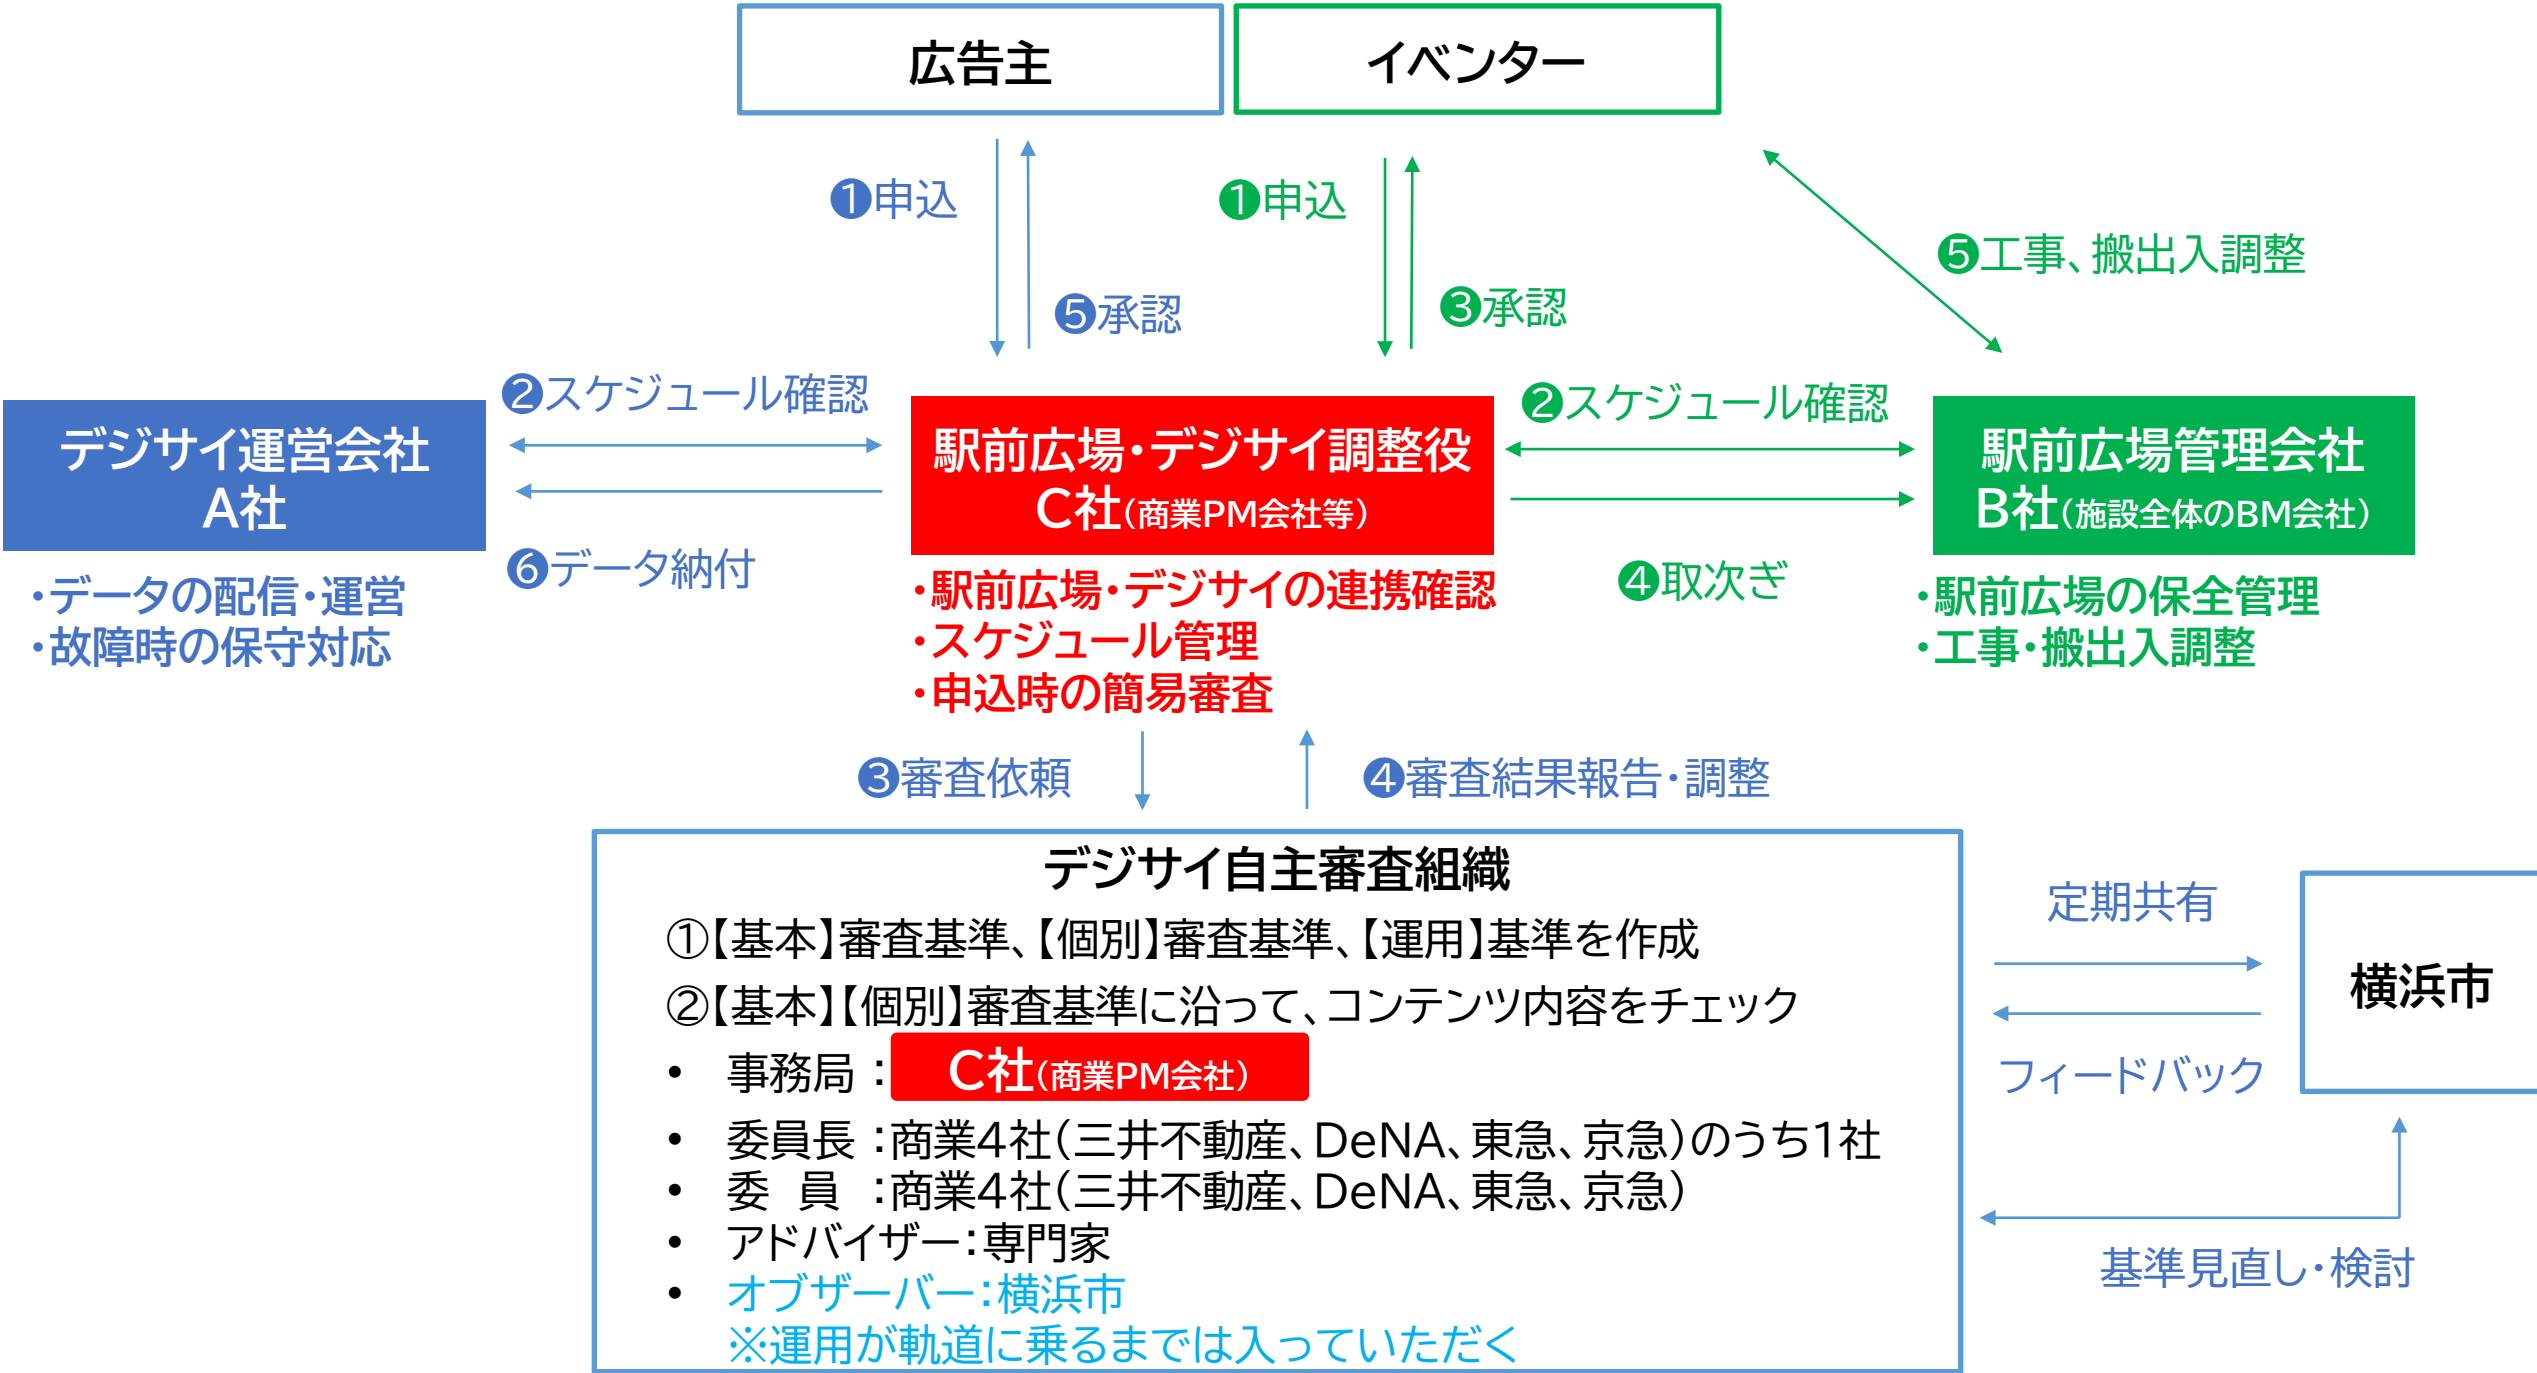 広告主
イベンター
❶申込
❶申込
❺工事、搬出入調整
❺承認
❸承認
❷スケジュール確認
❷スケジュール確認
デジサイ運営会社
A社
駅前広場・デジサイ調整役
C社(商業PM会社等)
駅前広場管理会社
B社(施設全体のBM会社)
❻データ納付
❹取次ぎ
・データの配信・運営
・故障時の保守対応
・駅前広場・デジサイの連携確認
・スケジュール管理
・申込時の簡易審査
・駅前広場の保全管理
・工事・搬出入調整
❸審査依頼
❹審査結果報告・調整
デジサイ自主審査組織
①【基本】審査基準、【個別】審査基準、【運用】基準を作成
②【基本】【個別】審査基準に沿って、コンテンツ内容をチェック
• 事務局：C社(商業PM会社)
• 委員長：商業4社(三井不動産、DeNA、東急、京急)のうち1社
• 委　員　：商業4社(三井不動産、DeNA、東急、京急)
• アドバイザー：専門家
• オブザーバー：横浜市
※運用が軌道に乗るまでは入っていただく
定期共有
横浜市
フィードバック
基準見直し・検討